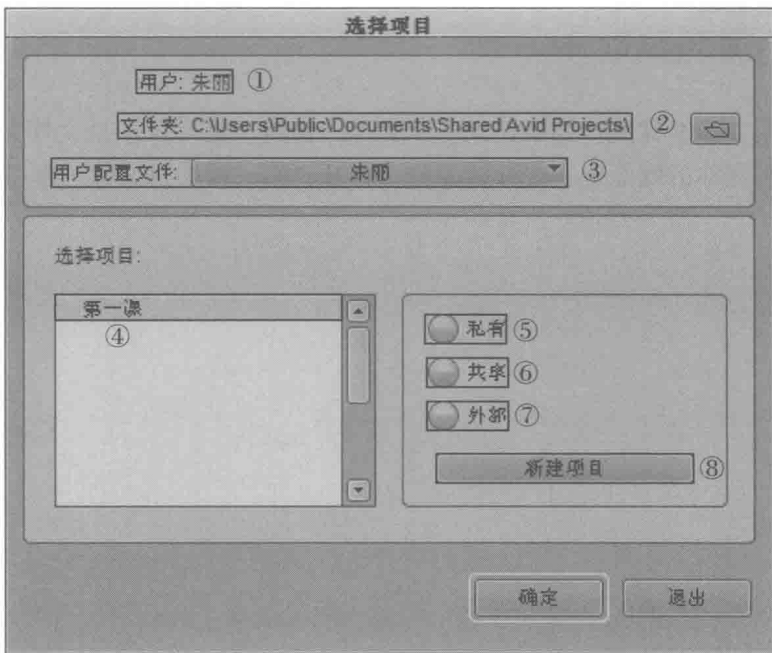 选择项目
用户: 朱丽 ①
文件夹: C:\Users\Public\Documents\Shared Avid Projects\ ②
用户配置文件: 朱丽 ③
选择项目:
第一课
④
私有 ⑤
共享 ⑥
外部 ⑦
新建项目 ⑧
确定 退出